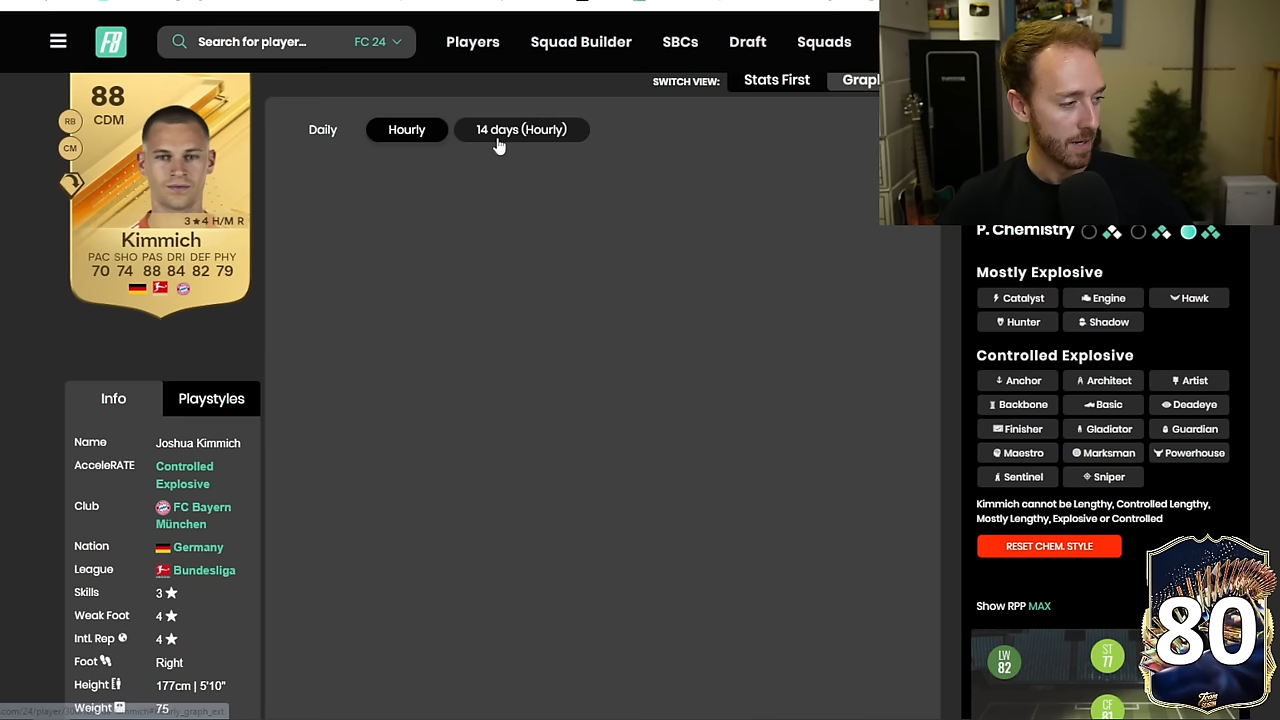 FB
Search for player...
FC 24
Players
Squad Builder
SBCs
Draft
Squads
SWITCH VIEW:
Stats First
Daily
Hourly
14 days (Hourly)
88
CDM
RB
CM
3★4 H/M R
Kimmich
PAC SHO PAS DRI DEF PHY
70 74 88 84 82 79
Info
Playstyles
Name
Joshua Kimmich
AcceleRATE
Controlled
Explosive
Club
FC Bayern
München
Nation
Germany
League
Bundesliga
Skills
3★
Weak Foot
4★
Intl. Rep
4★
Foot
Right
Height
177cm | 5'10"
Weight
75
P. Chemistry
Mostly Explosive
Catalyst
Engine
Hawk
Hunter
Shadow
Controlled Explosive
Anchor
Architect
Artist
Backbone
Basic
Deadeye
Finisher
Gladiator
Guardian
Maestro
Marksman
Powerhouse
Sentinel
Sniper
Kimmich cannot be Lengthy, Controlled Lengthy,
Mostly Lengthy, Explosive or Controlled
RESET CHEM. STYLE
Show RPP MAX
LW
82
ST
77
CF
81
80